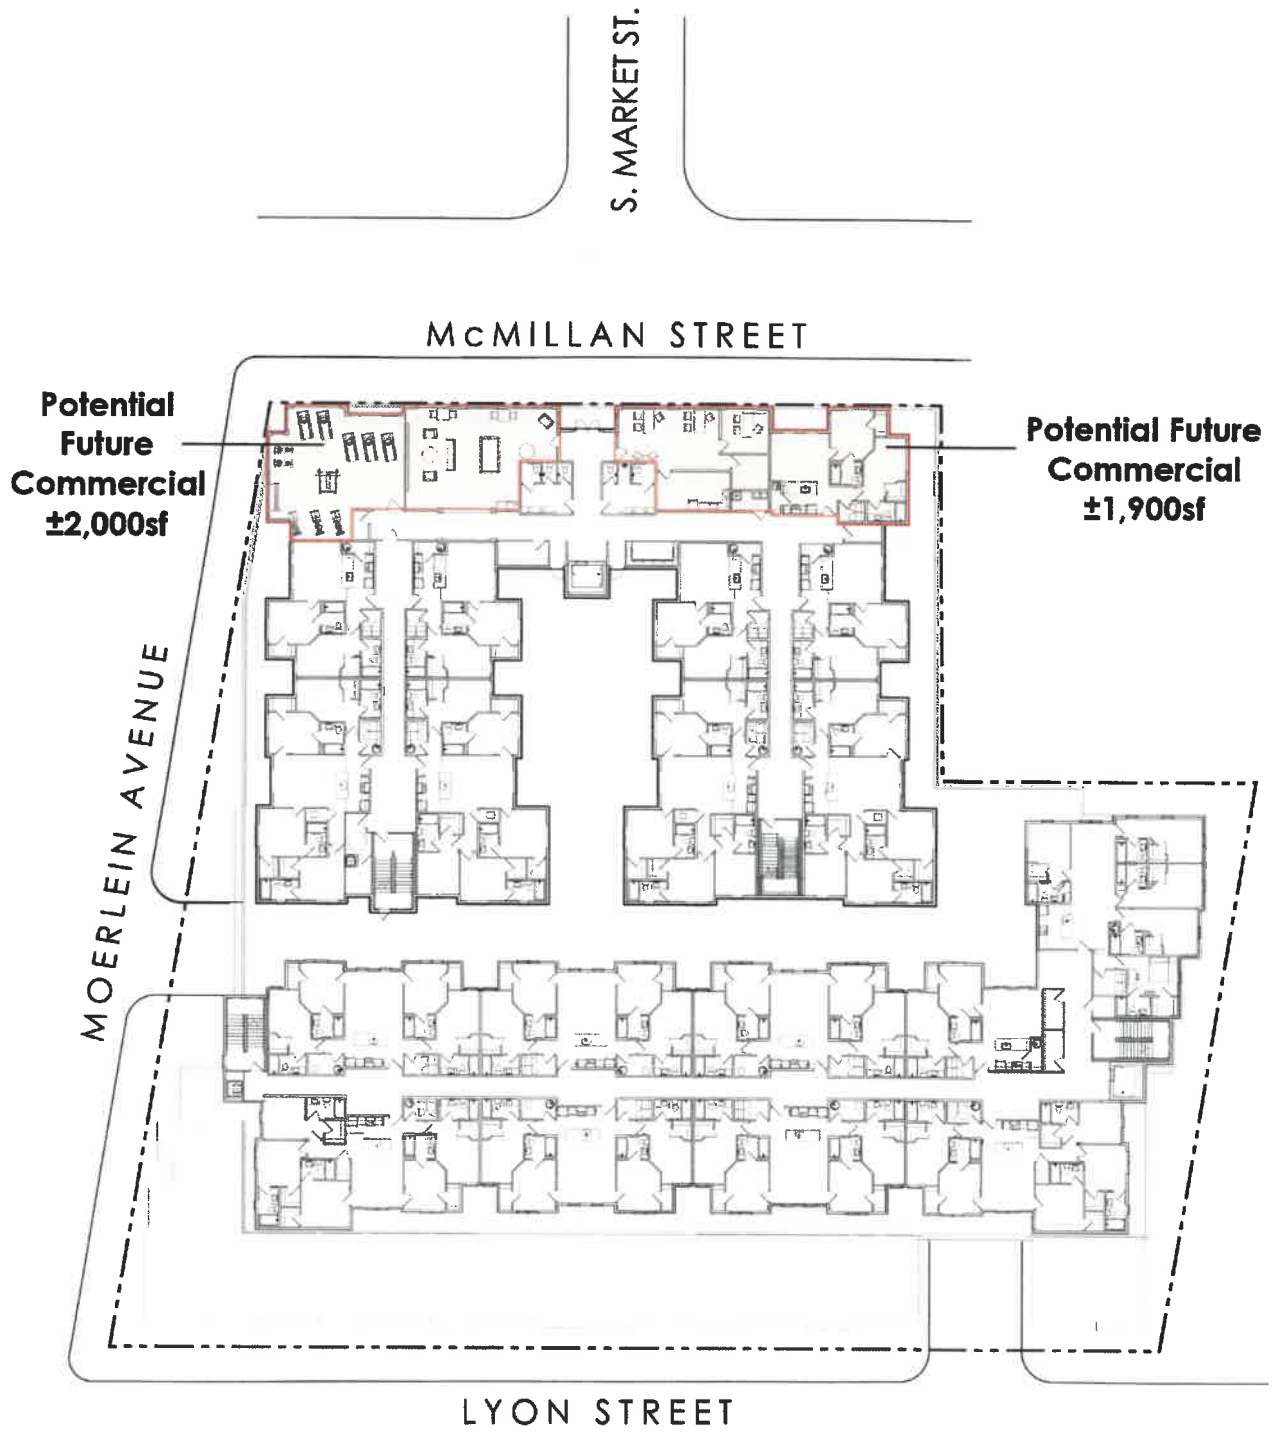 S. MARKET ST.
McMILLAN STREET
Potential
Future
Commercial
±2,000sf
Potential Future
Commercial
±1,900sf
MOERLEIN AVENUE
LYON STREET